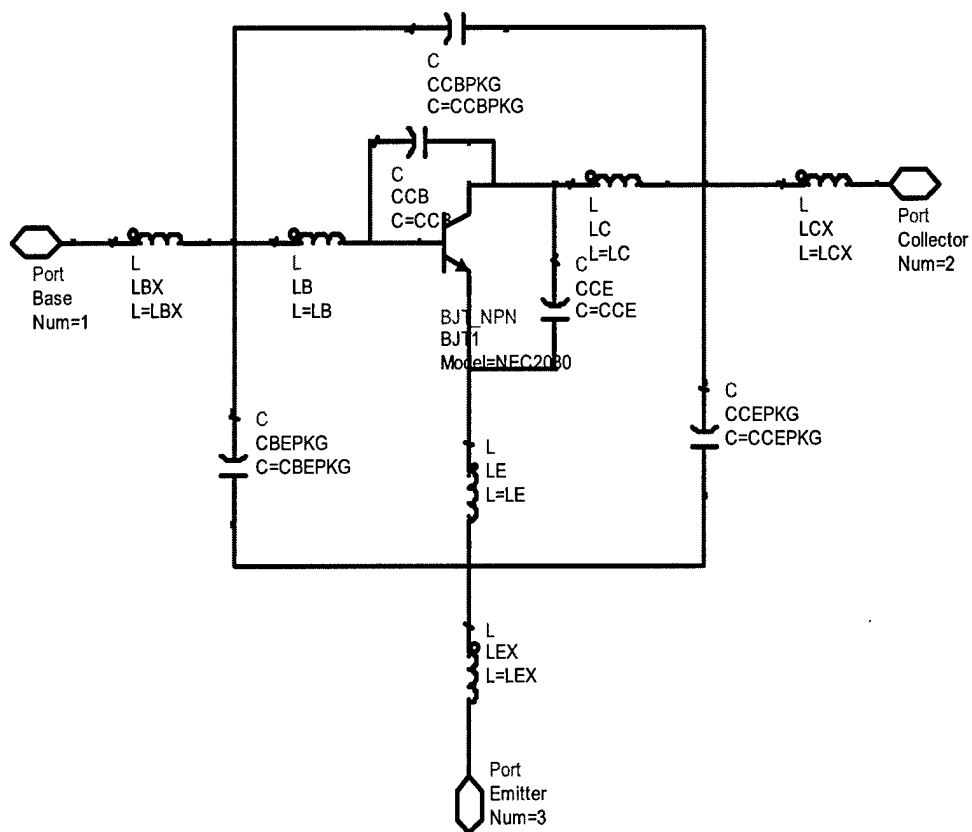 C
CCBPKG
C=CCBPKG
C
CCB
C=CCB
L
LC
L=LC
L
LCX
L=LCX
Port
Collector
Num=2
Port
Base
Num=1
L
LBX
L=LBX
L
LB
L=LB
C
CCE
C=CCE
BJT_NPN
BJT1
Model=NEC2030
C
CBEPKG
C=CBEPKG
C
CCEPKG
C=CCEPKG
L
LE
L=LE
L
LEX
L=LEX
Port
Emitter
Num=3